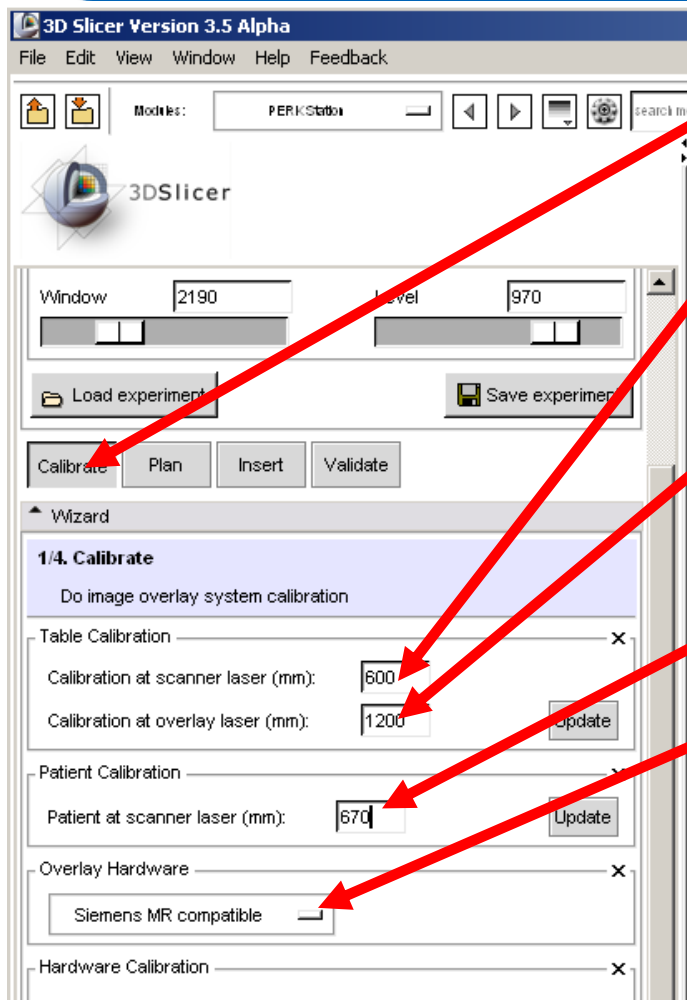 3D Slicer Version 3.5 Alpha
File Edit View Window Help Feedback
Modules: PERKStation search m
3DSlicer
Window 2190 Level 970
Load experiment Save experiment
Calibrate Plan Insert Validate
Wizard
1/4. Calibrate
Do image overlay system calibration
Table Calibration
Calibration at scanner laser (mm): 600
Calibration at overlay laser (mm): 1200 Update
Patient Calibration
Patient at scanner laser (mm): 670 Update
Overlay Hardware
Siemens MR compatible
Hardware Calibration